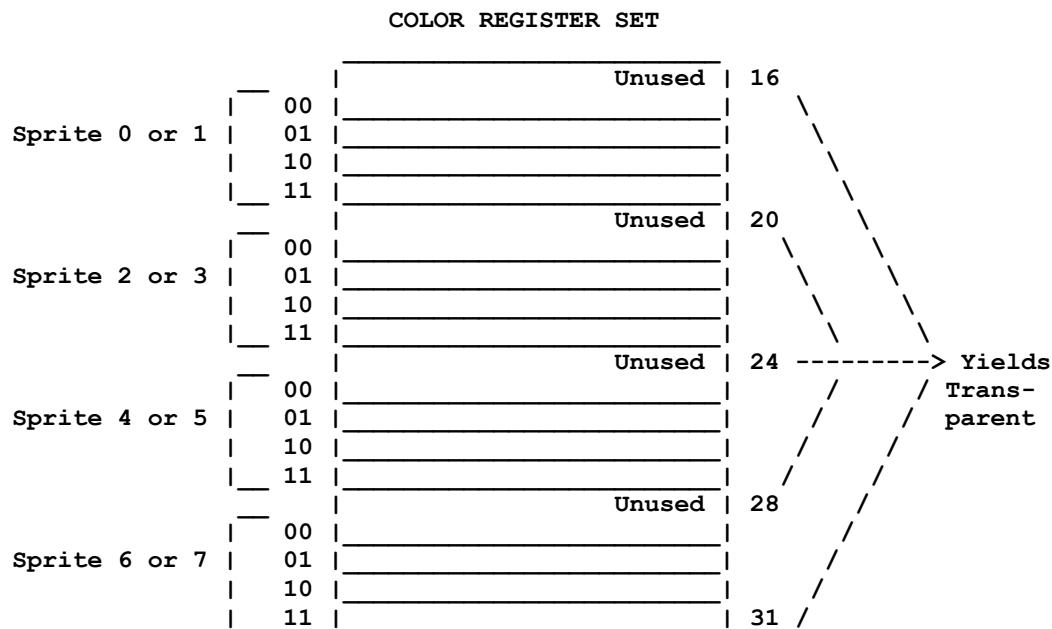 COLOR REGISTER SET
Unused 16
00
Sprite 0 or 1 01
10
11
Unused 20
00
Sprite 2 or 3 01
10
11
Unused 24 ---------> Yields
00 Trans-
Sprite 4 or 5 01 parent
10
11
Unused 28
00
Sprite 6 or 7 01
10
11 31